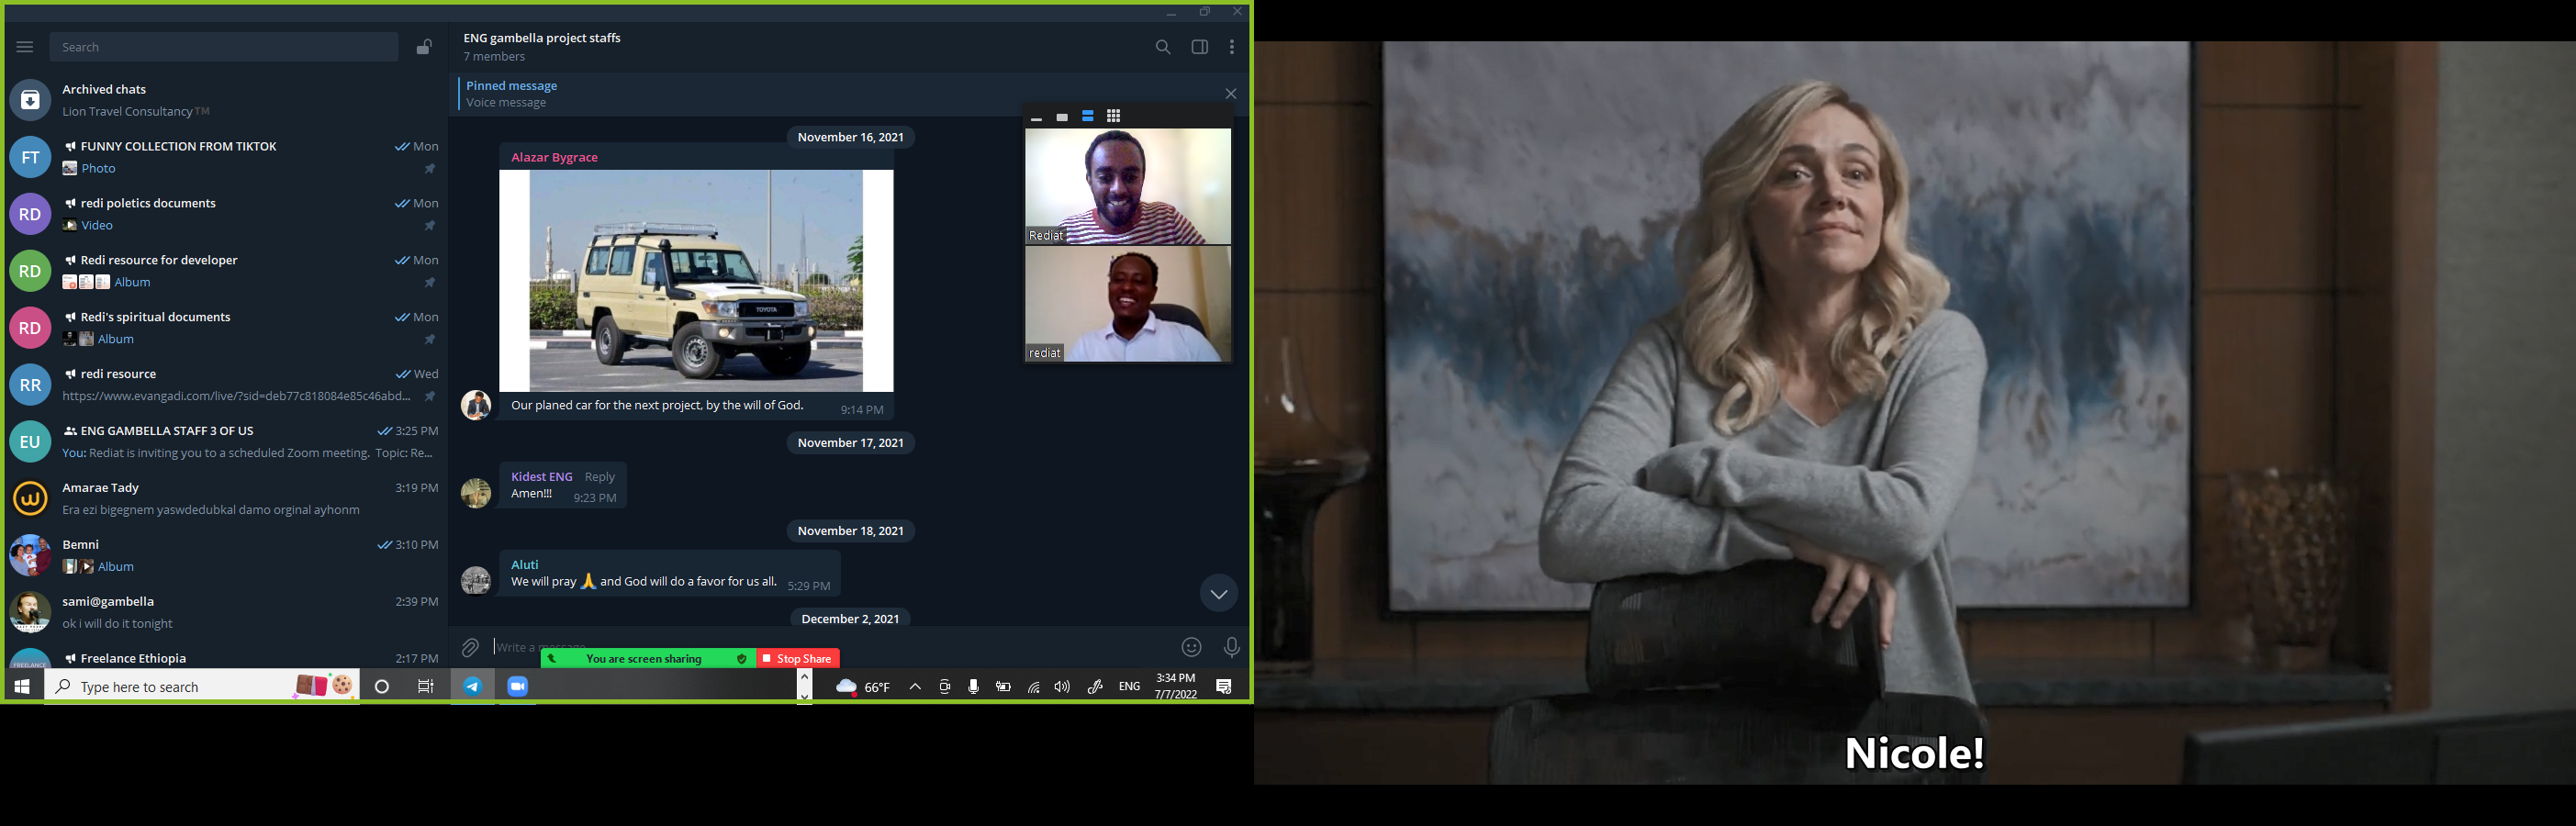 Search
Archived chats
Lion Travel Consultancy™️
FT
FUNNY COLLECTION FROM TIKTOK
Mon
Photo
RD
redi poletics documents
Mon
Video
RD
Redi resource for developer
Mon
Album
RD
Redi's spiritual documents
Mon
Album
RR
redi resource
Wed
https://www.evangadi.com/live/?sid=deb77c818084e85c46abd...
EU
ENG GAMBELLA STAFF 3 OF US
3:25 PM
You: Rediat is inviting you to a scheduled Zoom meeting. Topic: Re...
Amarae Tady
3:19 PM
Era ezi bigegnem yaswdedubkal damo orginal ayhonm
Bemni
3:10 PM
Album
sami@gambella
2:39 PM
ok i will do it tonight
FREELANCE
Freelance Ethiopia
2:17 PM
ENG gambella project staffs
7 members
Pinned message
Voice message
November 16, 2021
Alazar Bygrace
TOYOTA
Our planed car for the next project, by the will of God.
9:14 PM
November 17, 2021
Kidest ENG Reply
Amen!!! 9:23 PM
November 18, 2021
Aluti
We will pray 🙏 and God will do a favor for us all. 5:29 PM
December 2, 2021
Write a message...
Rediat
rediat
You are screen sharing
Stop Share
Type here to search
66°F
ENG
3:34 PM
7/7/2022
Nicole!